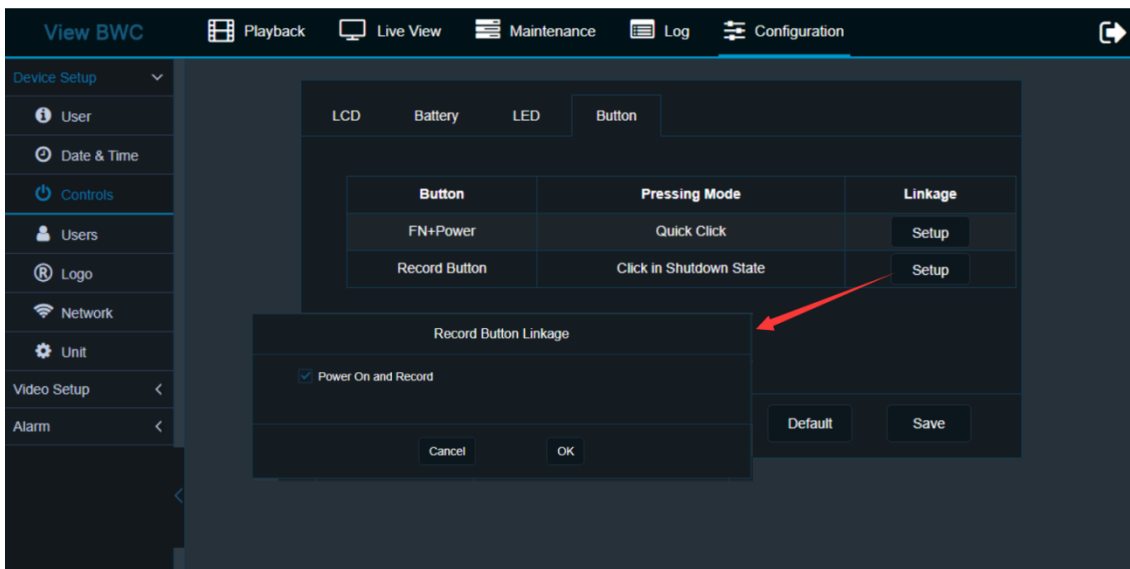 View BWC
Playback
Live View
Maintenance
Log
Configuration
Device Setup
User
Date & Time
Controls
Users
Logo
Network
Unit
Video Setup
Alarm
LCD
Battery
LED
Button
Button Pressing Mode Linkage
FN+Power Quick Click Setup
Record Button Click in Shutdown State Setup
Record Button Linkage
Power On and Record
Cancel OK
Default Save